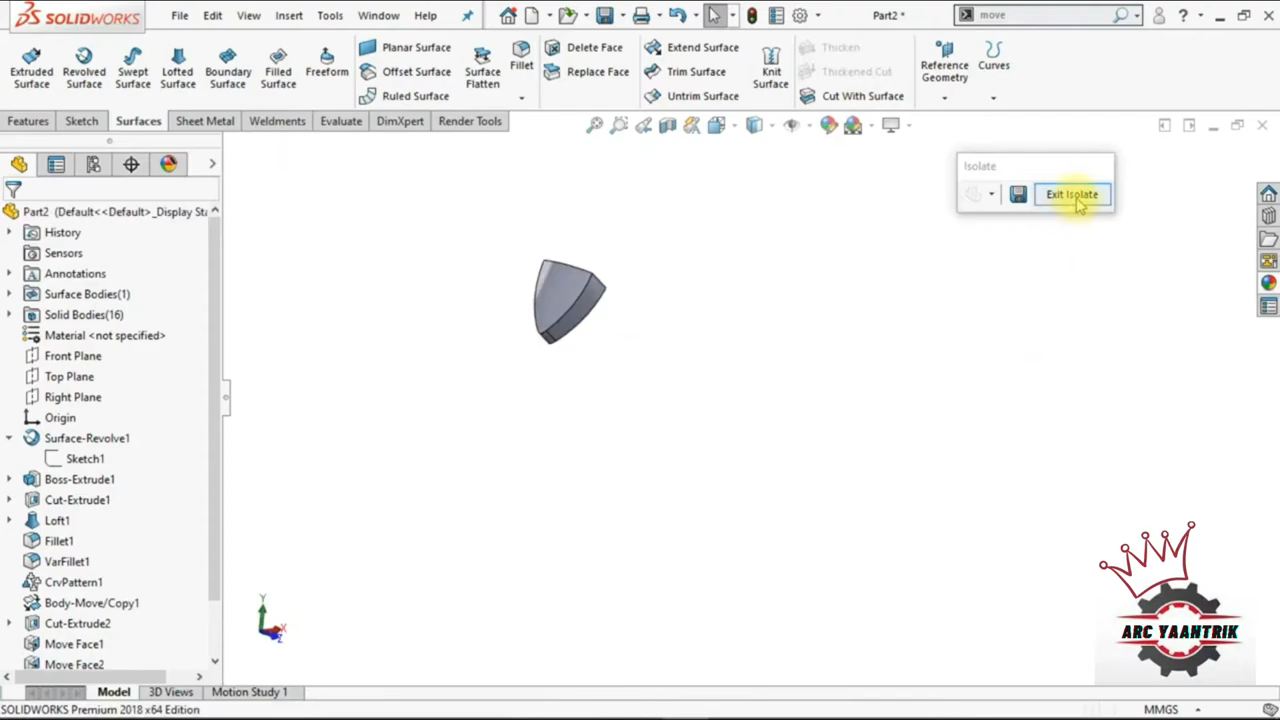 SOLIDWORKS
File Edit View Insert Tools Window Help
Part2 *
move
Extruded Surface
Revolved Surface
Swept Surface
Lofted Surface
Boundary Surface
Filled Surface
Freeform
Planar Surface
Offset Surface
Ruled Surface
Surface Flatten
Fillet
Delete Face
Replace Face
Extend Surface
Trim Surface
Untrim Surface
Knit Surface
Thicken
Thickened Cut
Cut With Surface
Reference Geometry
Curves
Features Sketch Surfaces Sheet Metal Weldments Evaluate DimXpert Render Tools
Isolate
Exit Isolate
Part2 (Default<<Default>_Display Sta
History
Sensors
Annotations
Surface Bodies(1)
Solid Bodies(16)
Material <not specified>
Front Plane
Top Plane
Right Plane
Origin
Surface-Revolve1
Sketch1
Boss-Extrude1
Cut-Extrude1
Loft1
Fillet1
VarFillet1
CrvPattern1
Body-Move/Copy1
Cut-Extrude2
Move Face1
Move Face2
Y
X
Z
ARC YAANTRIK
Model 3D Views Motion Study 1
SOLIDWORKS Premium 2018 x64 Edition
MMGS